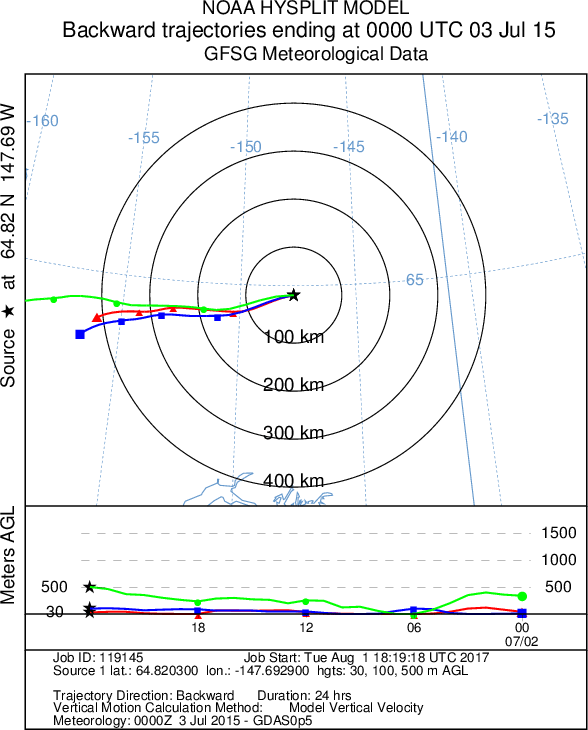 NOAA HYSPLIT MODEL
Backward trajectories ending at 0000 UTC 03 Jul 15
GFSG Meteorological Data
Source ★ at 64.82 N 147.69 W
-160
-155
-150
-145
-140
-135
65
100 km
200 km
300 km
400 km
Meters AGL
1500
1000
500 500
30
18 12 06 00
07/02
Job ID: 119145 Job Start: Tue Aug 1 18:19:18 UTC 2017
Source 1 lat.: 64.820300 lon.: -147.692900 hgts: 30, 100, 500 m AGL
Trajectory Direction: Backward Duration: 24 hrs
Vertical Motion Calculation Method: Model Vertical Velocity
Meteorology: 0000Z 3 Jul 2015 - GDAS0p5